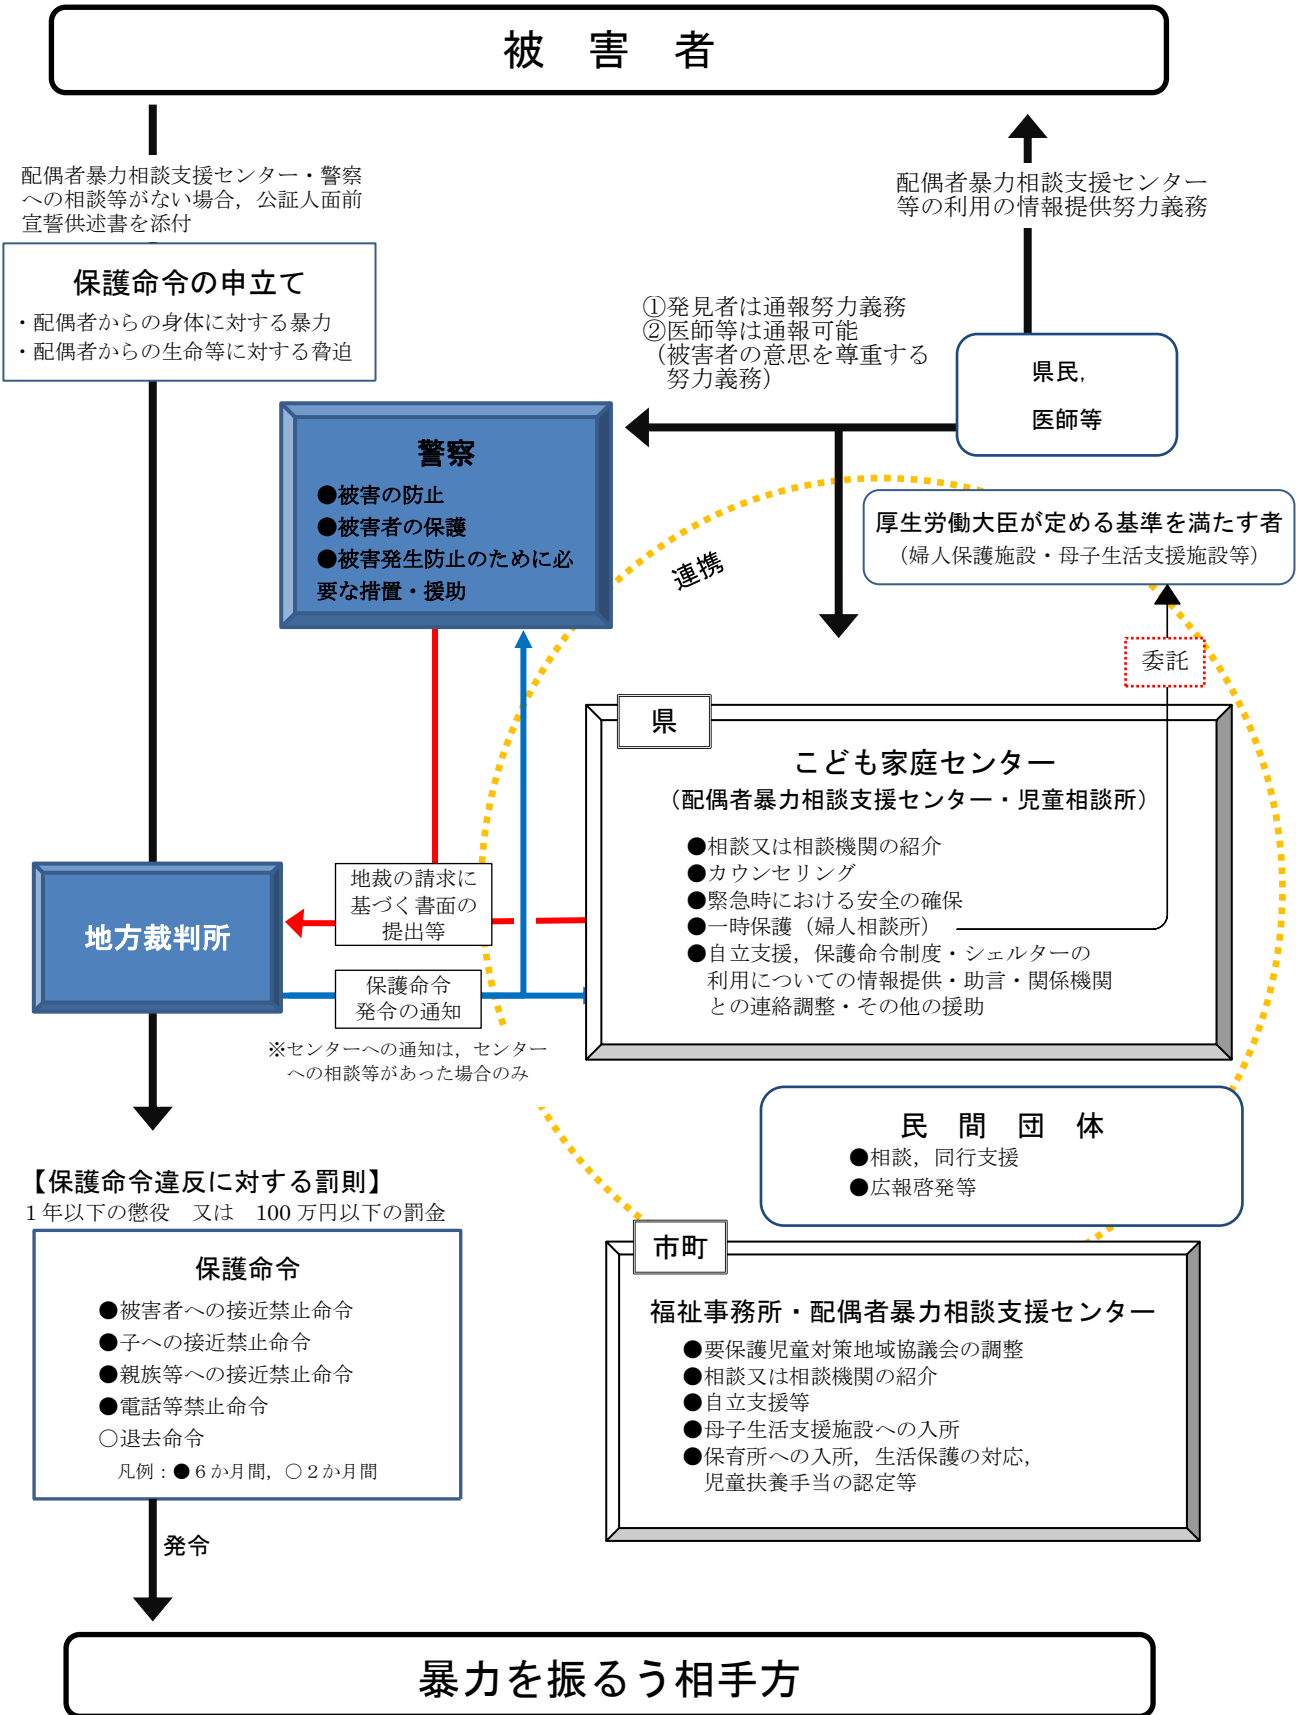 被　害　者
配偶者暴力相談支援センター・警察
への相談等がない場合，公証人面前
宣誓供述書を添付
配偶者暴力相談支援センター
等の利用の情報提供努力義務
保護命令の申立て
・配偶者からの身体に対する暴力
・配偶者からの生命等に対する脅迫
①発見者は通報努力義務
②医師等は通報可能
（被害者の意思を尊重する
努力義務）
県民，
医師等
警察
●被害の防止
●被害者の保護
●被害発生防止のために必
要な措置・援助
連携
厚生労働大臣が定める基準を満たす者
（婦人保護施設・母子生活支援施設等）
委託
県
こども家庭センター
（配偶者暴力相談支援センター・児童相談所）
●相談又は相談機関の紹介
●カウンセリング
●緊急時における安全の確保
●一時保護（婦人相談所）
●自立支援，保護命令制度・シェルターの
利用についての情報提供・助言・関係機関
との連絡調整・その他の援助
地方裁判所
地裁の請求に
基づく書面の
提出等
保護命令
発令の通知
※センターへの通知は，センター
への相談等があった場合のみ
民　間　団　体
●相談，同行支援
●広報啓発等
【保護命令違反に対する罰則】
１年以下の懲役　又は　100 万円以下の罰金
保護命令
●被害者への接近禁止命令
●子への接近禁止命令
●親族等への接近禁止命令
●電話等禁止命令
○退去命令
凡例：●６か月間，○２か月間
市町
福祉事務所・配偶者暴力相談支援センター
●要保護児童対策地域協議会の調整
●相談又は相談機関の紹介
●自立支援等
●母子生活支援施設への入所
●保育所への入所，生活保護の対応，
児童扶養手当の認定等
発令
暴力を振るう相手方